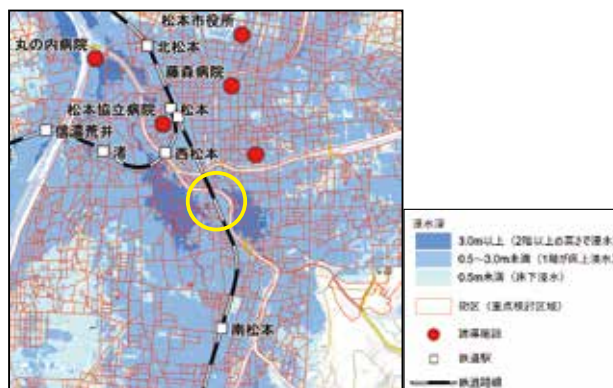 松本市役所
丸の内病院
北松本
藤森病院
松本協立病院
松本
信濃荒井
渚
西松本
南松本
浸水深
3.0m以上（2階以上の高さで浸水
0.5～3.0m未満（1階が床上浸水）
0.5m未満（床下浸水）
街区（重点検討区域）
誘導施設
鉄道駅
鉄道路線